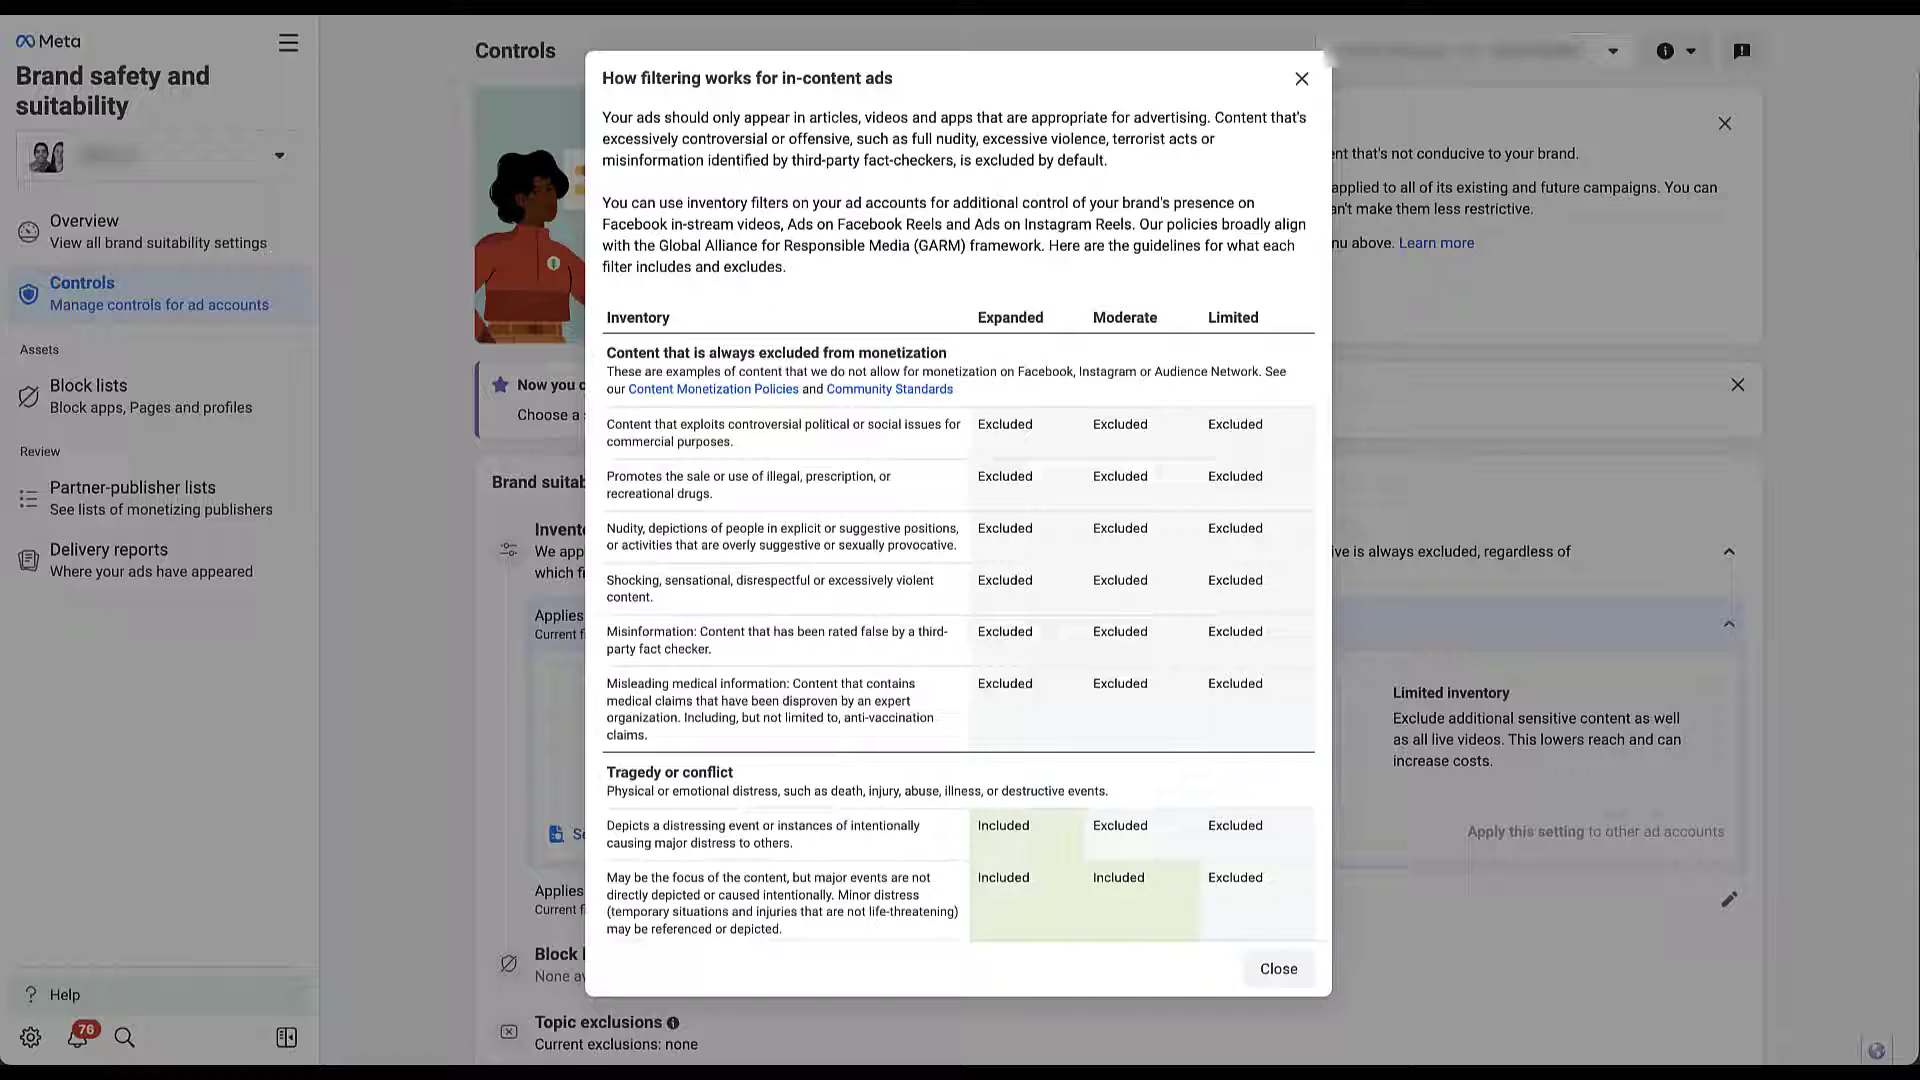 Meta
Brand safety and
suitability
Overview
View all brand suitability settings
Controls
Manage controls for ad accounts
Assets
Block lists
Block apps, Pages and profiles
Review
Partner-publisher lists
See lists of monetizing publishers
Delivery reports
Where your ads have appeared
? Help
76
Controls
ent that's not conducive to your brand.
applied to all of its existing and future campaigns. You can
an't make them less restrictive.
nu above. Learn more
Now you c
Choose a s
Brand suitab
Invent
We app
which fi
ive is always excluded, regardless of
Applies
Current f
Limited inventory
Exclude additional sensitive content as well
as all live videos. This lowers reach and can
increase costs.
Se
Apply this setting to other ad accounts
Applies
Current f
Block l
None av
Topic exclusions
Current exclusions: none
How filtering works for in-content ads
Your ads should only appear in articles, videos and apps that are appropriate for advertising. Content that's
excessively controversial or offensive, such as full nudity, excessive violence, terrorist acts or
misinformation identified by third-party fact-checkers, is excluded by default.
You can use inventory filters on your ad accounts for additional control of your brand's presence on
Facebook in-stream videos, Ads on Facebook Reels and Ads on Instagram Reels. Our policies broadly align
with the Global Alliance for Responsible Media (GARM) framework. Here are the guidelines for what each
filter includes and excludes.
Inventory Expanded Moderate Limited
Content that is always excluded from monetization
These are examples of content that we do not allow for monetization on Facebook, Instagram or Audience Network. See
our Content Monetization Policies and Community Standards
Content that exploits controversial political or social issues for Excluded Excluded Excluded
commercial purposes.
Promotes the sale or use of illegal, prescription, or Excluded Excluded Excluded
recreational drugs.
Nudity, depictions of people in explicit or suggestive positions, Excluded Excluded Excluded
or activities that are overly suggestive or sexually provocative.
Shocking, sensational, disrespectful or excessively violent Excluded Excluded Excluded
content.
Misinformation: Content that has been rated false by a third- Excluded Excluded Excluded
party fact checker.
Misleading medical information: Content that contains Excluded Excluded Excluded
medical claims that have been disproven by an expert
organization. Including, but not limited to, anti-vaccination
claims.
Tragedy or conflict
Physical or emotional distress, such as death, injury, abuse, illness, or destructive events.
Depicts a distressing event or instances of intentionally Included Excluded Excluded
causing major distress to others.
May be the focus of the content, but major events are not Included Included Excluded
directly depicted or caused intentionally. Minor distress
(temporary situations and injuries that are not life-threatening)
may be referenced or depicted.
Close